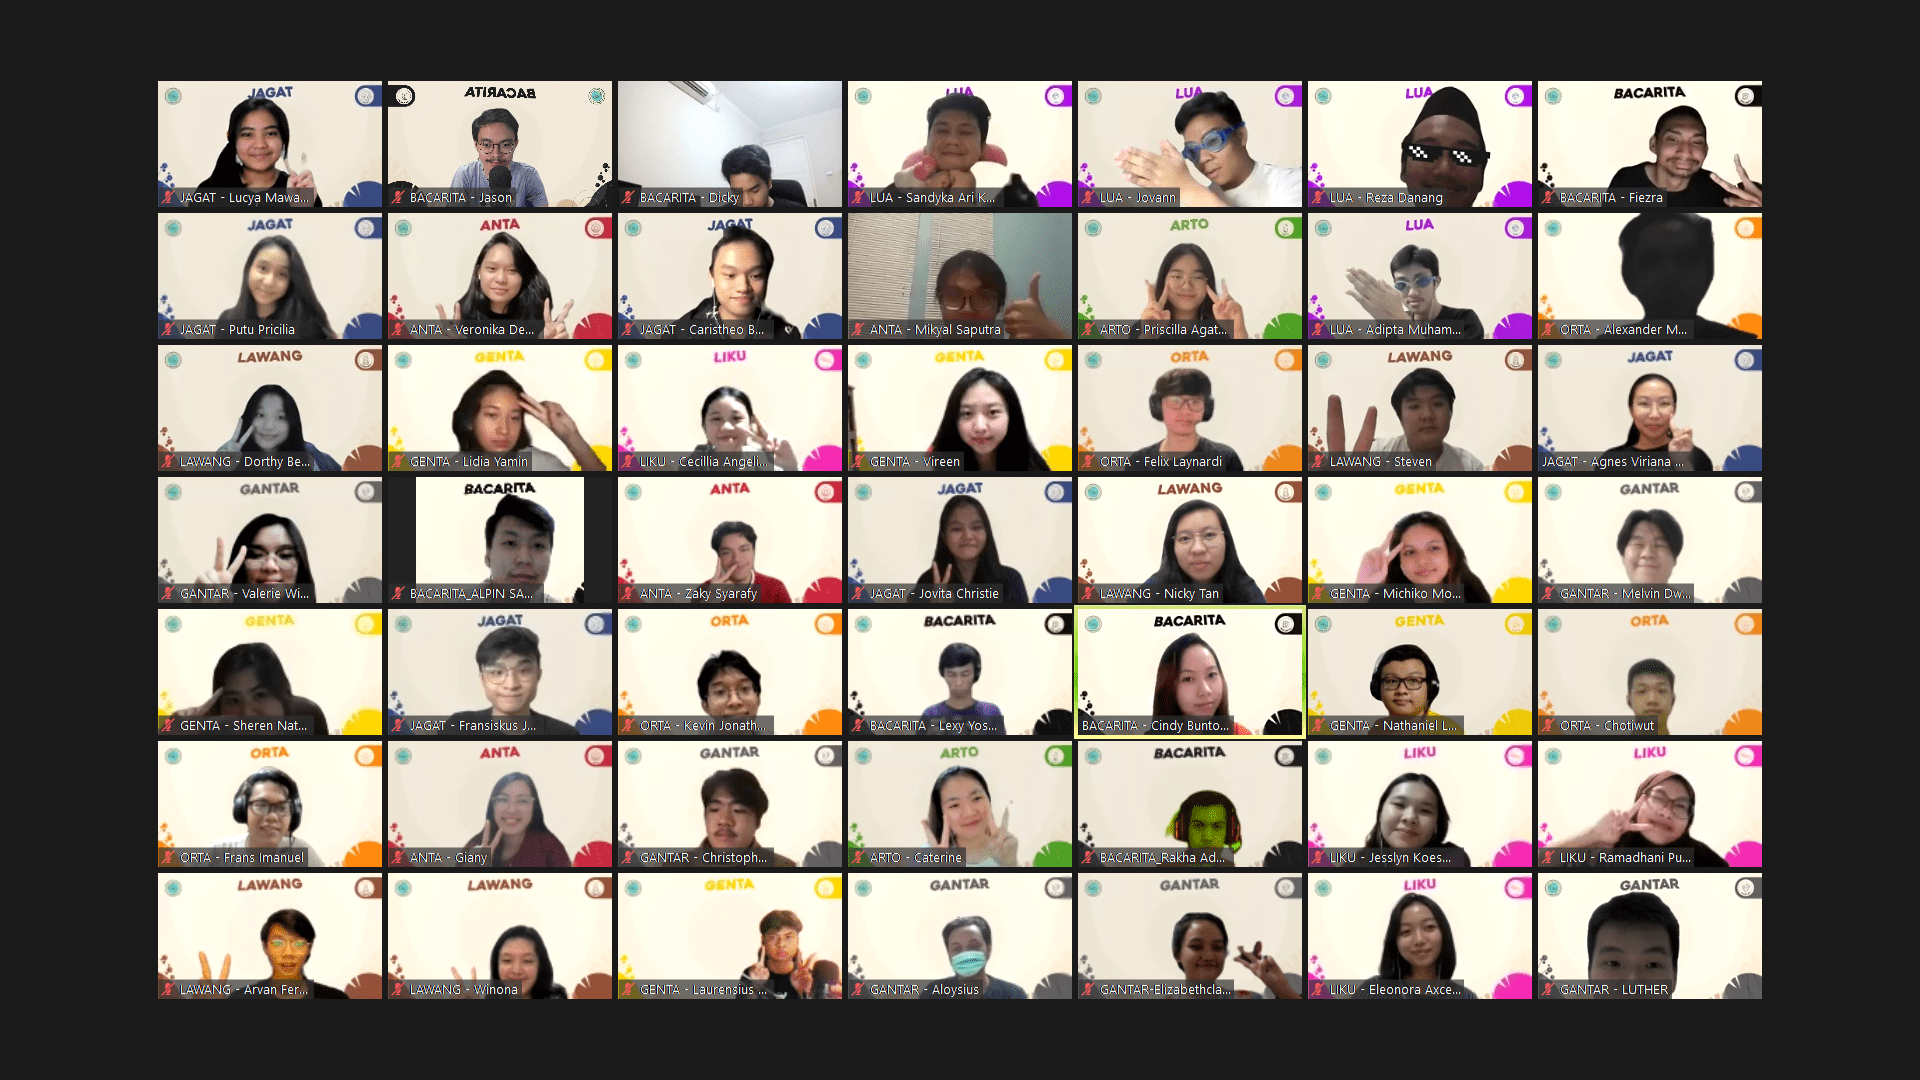 JAGAT
JAGAT - Lucya Mawa...
BACARITA
BACARITA - Jason
BACARITA - Dicky
LUA
LUA - Sandyka Ari K...
LUA
LUA - Jovann
LUA
LUA - Reza Danang
BACARITA
BACARITA - Fiezra
JAGAT
JAGAT - Putu Pricilia
ANTA
ANTA - Veronika De...
JAGAT
JAGAT - Caristheo B...
ANTA - Mikyal Saputra
ARTO
ARTO - Priscilla Agat...
LUA
LUA - Adipta Muham...
ORTA - Alexander M...
LAWANG
LAWANG - Dorthy Be...
GENTA
GENTA - Lidia Yamin
LIKU
LIKU - Cecillia Angeli...
GENTA
GENTA - Vireen
ORTA
ORTA - Felix Laynardi
LAWANG
LAWANG - Steven
JAGAT
JAGAT - Agnes Viriana ...
GANTAR
GANTAR - Valerie Wi...
BACARITA
BACARITA_ALPIN SA...
ANTA
ANTA - Zaky Syarafy
JAGAT
JAGAT - Jovita Christie
LAWANG
LAWANG - Nicky Tan
GENTA
GENTA - Michiko Mo...
GANTAR
GANTAR - Melvin Dw...
GENTA
GENTA - Sheren Nat...
JAGAT
JAGAT - Fransiskus J...
ORTA
ORTA - Kevin Jonath...
BACARITA
BACARITA - Lexy Yos...
BACARITA
BACARITA - Cindy Bunto...
GENTA
GENTA - Nathaniel L...
ORTA
ORTA - Chotiwut
ORTA
ORTA - Frans Imanuel
ANTA
ANTA - Giany
GANTAR
GANTAR - Christoph...
ARTO
ARTO - Caterine
BACARITA
BACARITA_Rakha Ad...
LIKU
LIKU - Jesslyn Koes...
LIKU
LIKU - Ramadhani Pu...
LAWANG
LAWANG - Arvan Fer...
LAWANG
LAWANG - Winona
GENTA
GENTA - Laurensius ...
GANTAR
GANTAR - Aloysius
GANTAR
GANTAR-Elizabethcla...
LIKU
LIKU - Eleonora Axce...
GANTAR
GANTAR - LUTHER